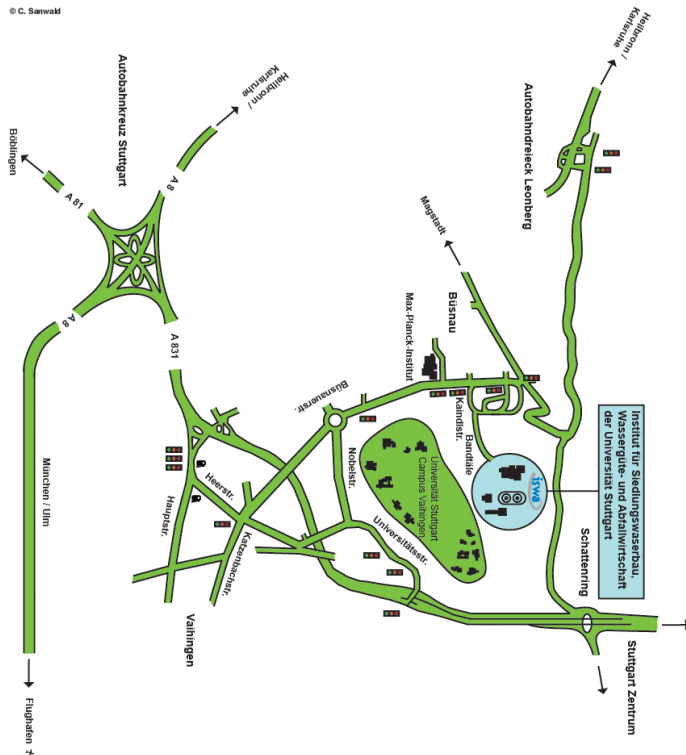 © C. Sanwald
Heilbronn /
Karlsruhe
Autobahndreieck Leonberg
Heilbronn /
Karlsruhe
Autobahnkreuz Stuttgart
Böblingen
A 81
A 8
A 8
A 831
München / Ulm
Flughafen
Magstadt
Büsnau
Max-Planck-Institut
Büsnauerstr.
Kaindlstr.
Bandtäle
iswa
Institut für Siedlungswaserbau,
Wassergüte- und Abfallwirtschaft
der Universität Stuttgart
Universität Stuttgart
Campus Vaihingen
Nobelstr.
Universitätsstr.
Heerstr.
Hauptstr.
Katzenbachstr.
Vaihingen
Schattenring
Stuttgart Zentrum